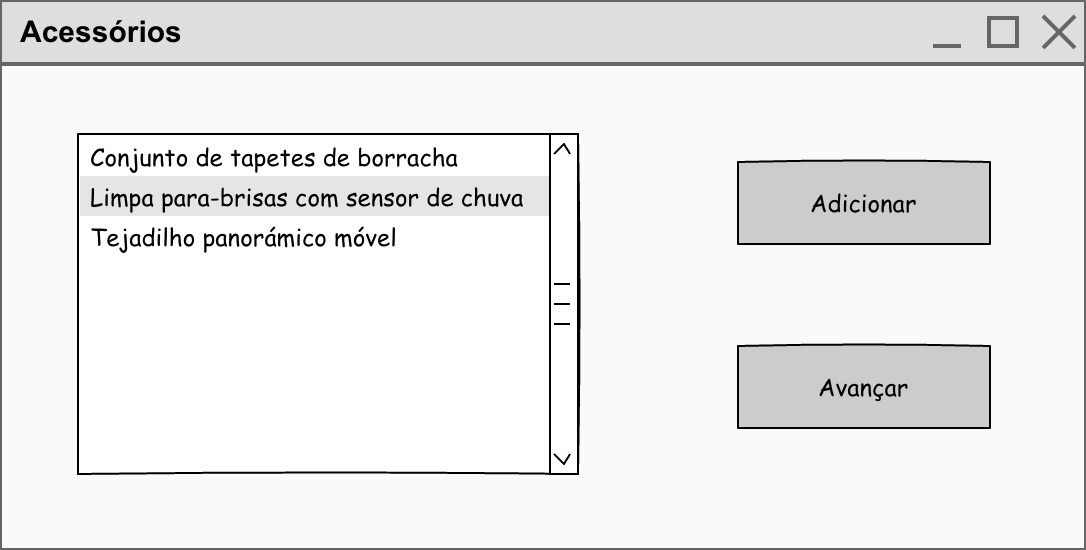 Acessórios
Conjunto de tapetes de borracha
Limpa para-brisas com sensor de chuva
Tejadilho panorámico móvel
Adicionar
Avançar